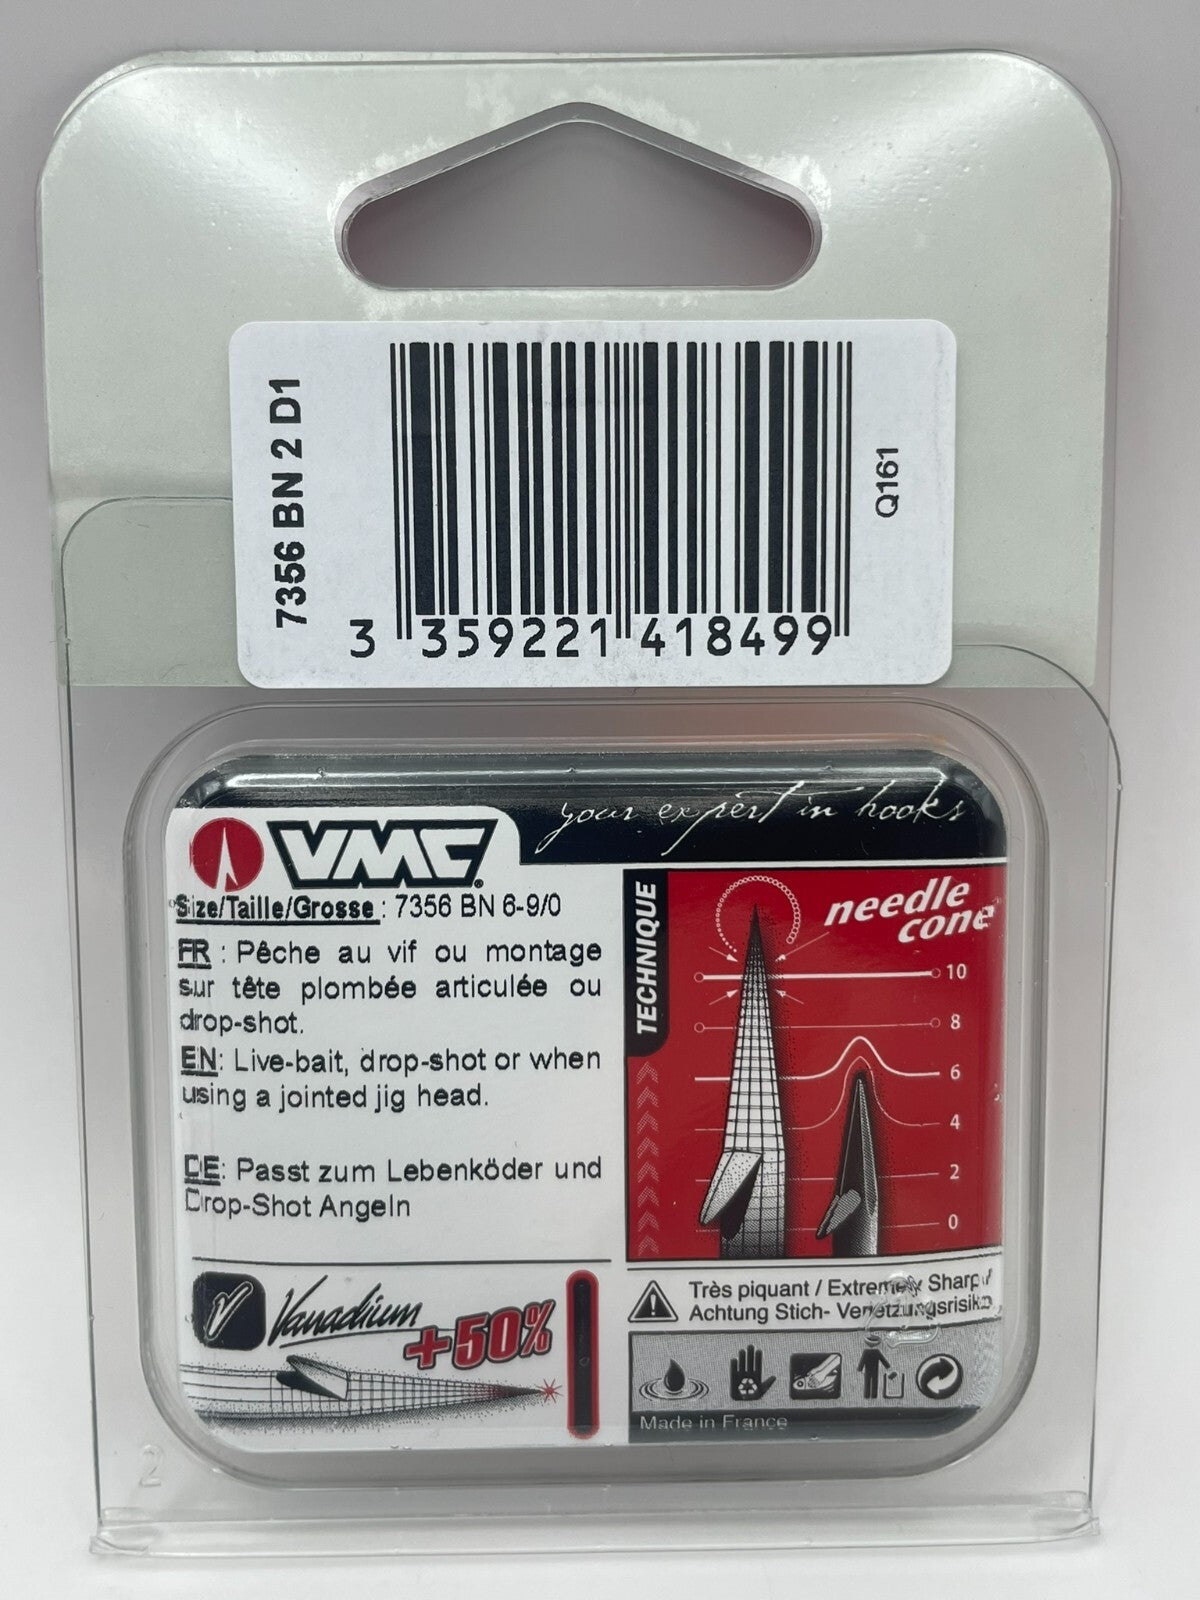 7356 BN 2 D1
3 359221 418499
Q161
VMC
your expert in hooks
Size/Taille/Grosse : 7356 BN 6-9/0
FR : Pêche au vif ou montage
sur tête plombée articulée ou
drop-shot.
EN: Live-bait, drop-shot or when
using a jointed jig head.
DE: Passt zum Lebenköder und
Drop-Shot Angeln
Vanadium
+50%
TECHNIQUE
needle
cone
10
8
6
4
2
0
Très piquant / Extremely Sharp /
Achtung Stich- Verletzungsrisiko
Made in France
2